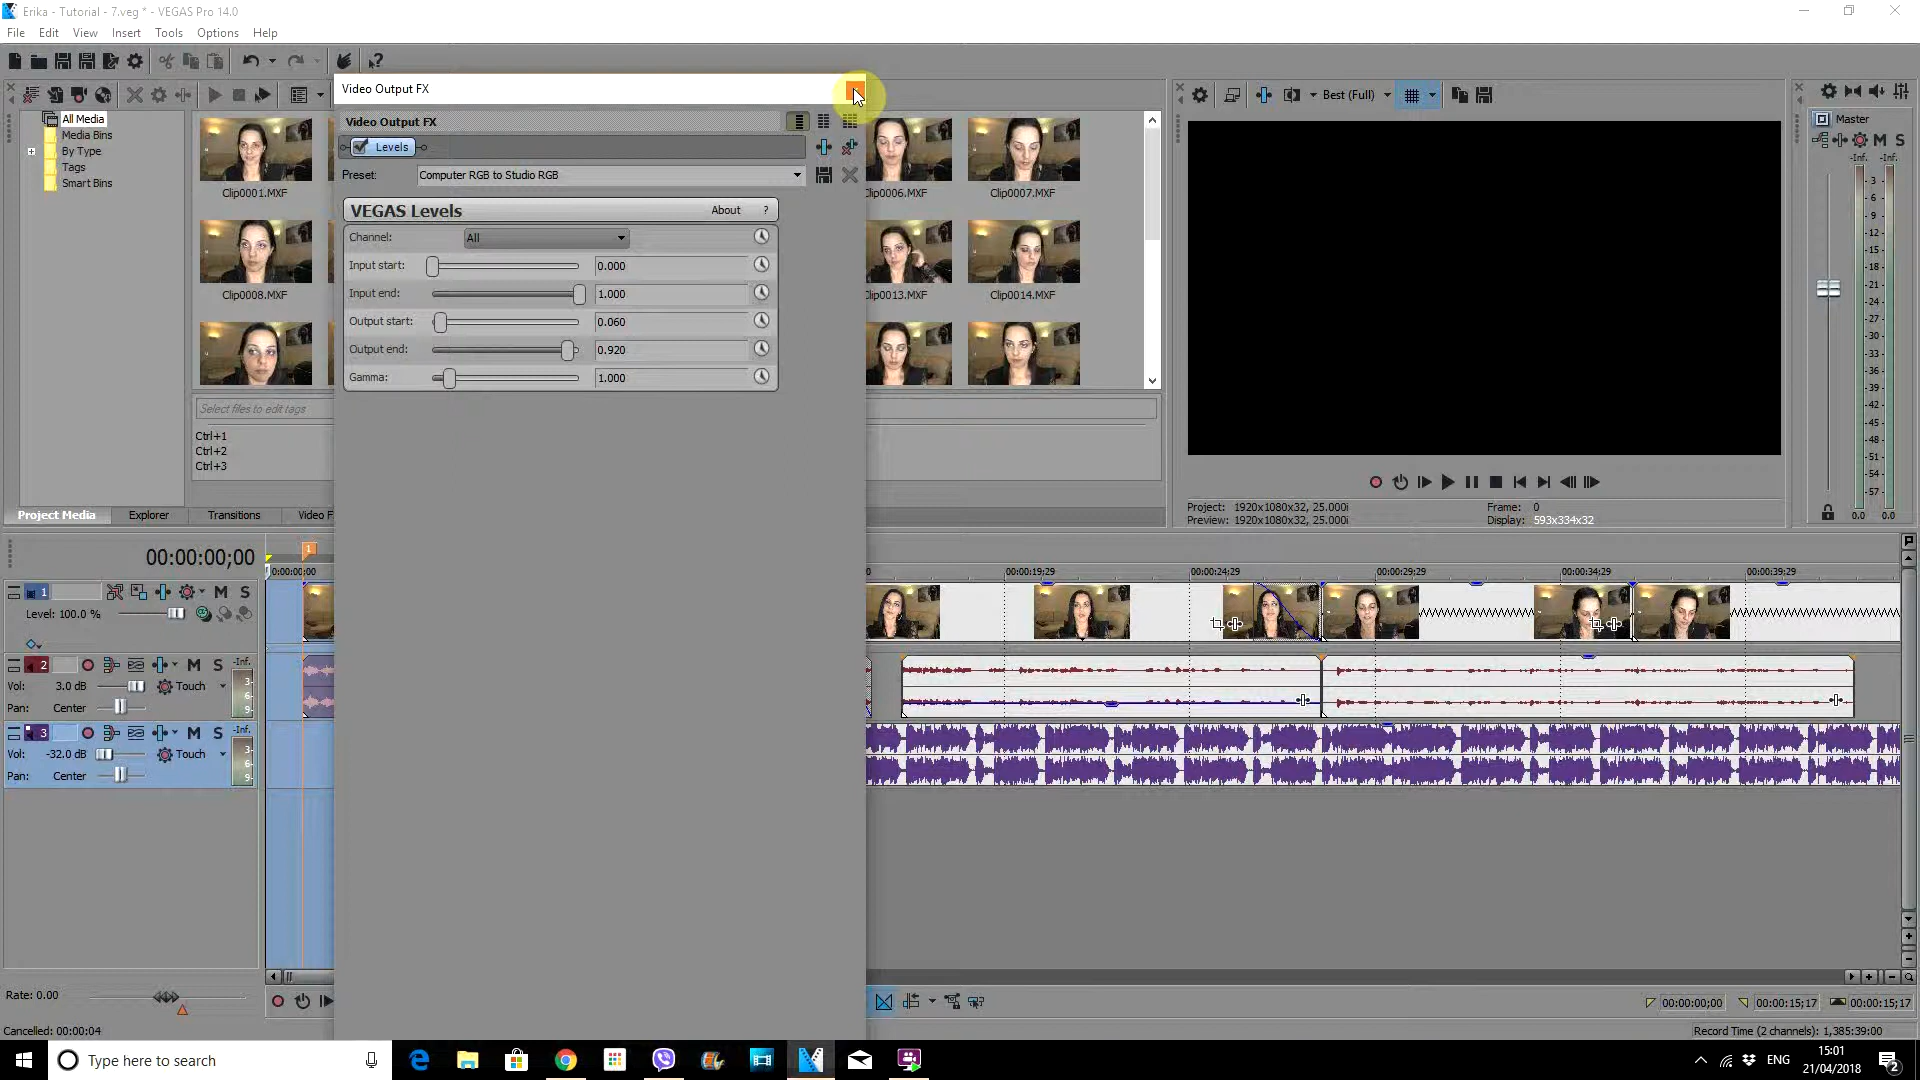 Erika - Tutorial - 7.veg * - VEGAS Pro 14.0
File Edit View Insert Tools Options Help
Video Output FX
Video Output FX
Levels
Preset: Computer RGB to Studio RGB
VEGAS Levels About ?
Channel: All
Input start: 0.000
Input end: 1.000
Output start: 0.060
Output end: 0.920
Gamma: 1.000
All Media
Media Bins
By Type
Tags
Smart Bins
Clip0001.MXF
Clip0008.MXF
Clip0006.MXF
Clip0007.MXF
Clip0013.MXF
Clip0014.MXF
Select files to edit tags
Ctrl+1
Ctrl+2
Ctrl+3
Project Media Explorer Transitions Video F
Best (Full)
Project: 1920x1080x32, 25.000i
Preview: 1920x1080x32, 25.000i
Frame: 0
Display: 593x334x32
Master
M S
-Inf. -Inf.
- 3 -
- 6 -
- 9 -
-12-
-15-
-18-
-21-
-24-
-27-
-30-
-33-
-36-
-39-
-42-
-45-
-48-
-51-
-54-
-57-
0.0 0.0
00:00:00;00
1
0:00:00:00
00:00:19;29 00:00:24;29 00:00:29;29 00:00:34;29 00:00:39;29
1 M S
Level: 100.0 %
2 M S -Inf.
Vol: 3.0 dB Touch
Pan: Center
3-
6-
9-
3 M S -Inf.
Vol: -32.0 dB Touch
Pan: Center
3-
6-
9-
Rate: 0.00
00:00:00;00 00:00:15;17 00:00:15;17
Cancelled: 00:00:04
Record Time (2 channels): 1,385:39:00
Type here to search
ENG
15:01
21/04/2018
2